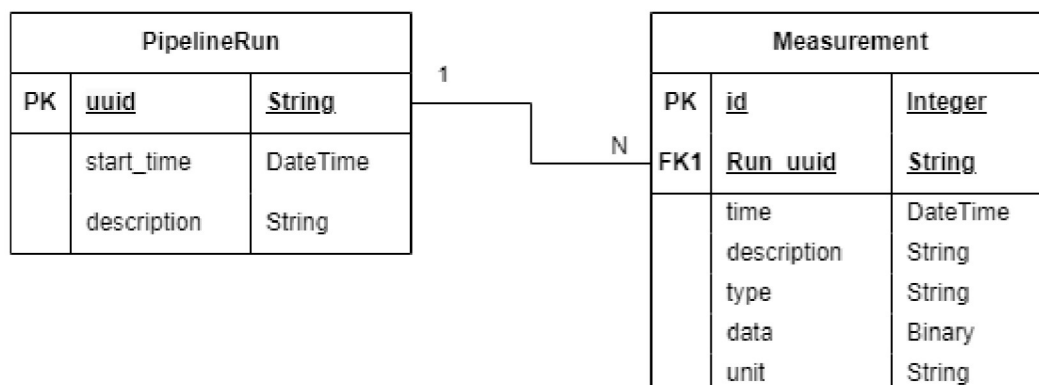 PipelineRun
PK uuid String
start_time DateTime
description String
1
N
Measurement
PK id Integer
FK1 Run_uuid String
time DateTime
description String
type String
data Binary
unit String